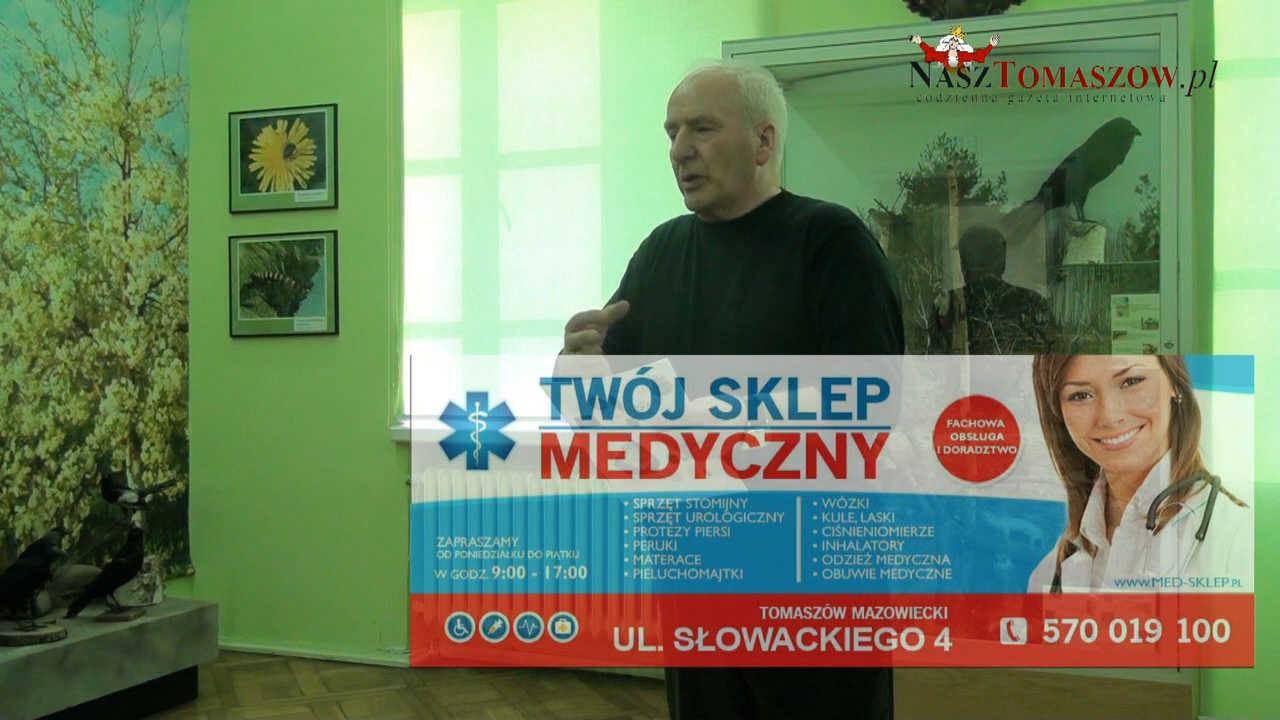 NaszTomaszow.pl
codzienna gazeta internetowa
TWÓJ SKLEP
MEDYCZNY
FACHOWA
OBSŁUGA
I DORADZTWO
ZAPRASZAMY
OD PONIEDZIAŁKU DO PIĄTKU
W GODZ. 9:00 - 17:00
• SPRZĘT STOMIJNY
• SPRZĘT UROLOGICZNY
• PROTEZY PIERSI
• PERUKI
• MATERACE
• PIELUCHOMAJTKI
• WÓZKI
• KULE, LASKI
• CIŚNIENIOMIERZE
• INHALATORY
• ODZIEŻ MEDYCZNA
• OBUWIE MEDYCZNE
WWW.MED-SKLEP.PL
TOMASZÓW MAZOWIECKI
UL. SŁOWACKIEGO 4
570 019 100